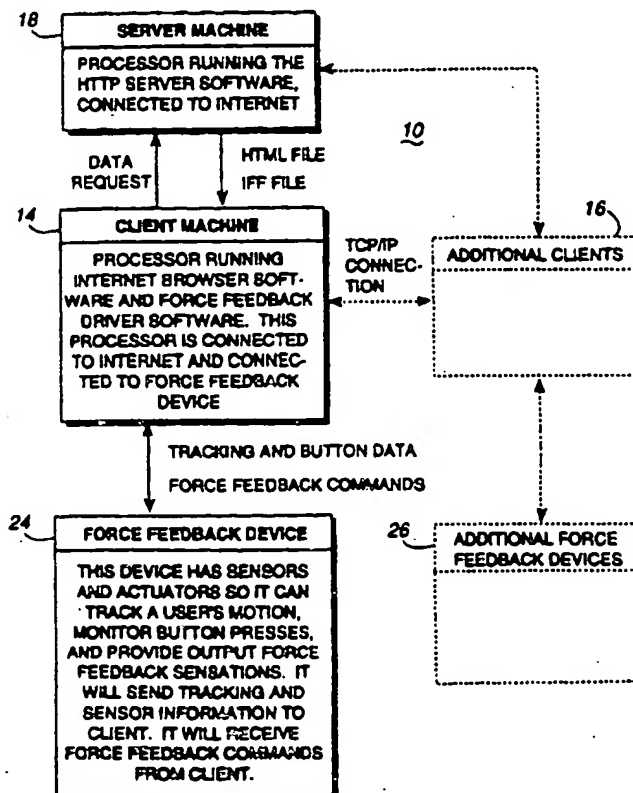 18
SERVER MACHINE
PROCESSOR RUNNING THE
HTTP SERVER SOFTWARE,
CONNECTED TO INTERNET
10
DATA
REQUEST
HTML FILE
IFF FILE
14
CLIENT MACHINE
PROCESSOR RUNNING
INTERNET BROWSER SOFT-
WARE AND FORCE FEEDBACK
DRIVER SOFTWARE. THIS
PROCESSOR IS CONNECTED
TO INTERNET AND CONNEC-
TED TO FORCE FEEDBACK
DEVICE
TCP/IP
CONNEC-
TION
16
ADDITIONAL CLIENTS
TRACKING AND BUTTON DATA
FORCE FEEDBACK COMMANDS
24
FORCE FEEDBACK DEVICE
THIS DEVICE HAS SENSORS
AND ACTUATORS SO IT CAN
TRACK A USER'S MOTION,
MONITOR BUTTON PRESSES,
AND PROVIDE OUTPUT FORCE
FEEDBACK SENSATIONS. IT
WILL SEND TRACKING AND
SENSOR INFORMATION TO
CLIENT. IT WILL RECEIVE
FORCE FEEDBACK COMMANDS
FROM CLIENT.
26
ADDITIONAL FORCE
FEEDBACK DEVICES